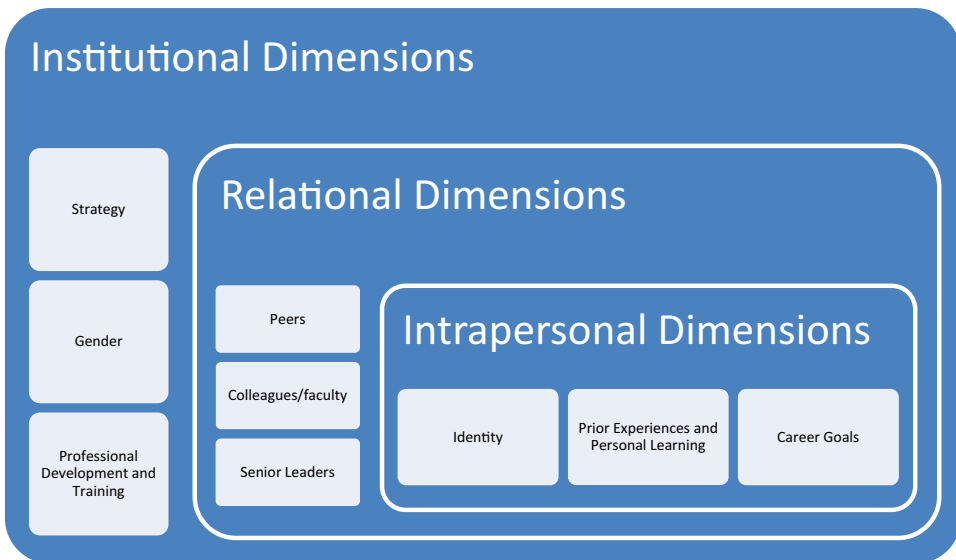 Institutional Dimensions
Strategy
Gender
Professional
Development and
Training
Relational Dimensions
Peers
Colleagues/faculty
Senior Leaders
Intrapersonal Dimensions
Identity
Prior Experiences and
Personal Learning
Career Goals